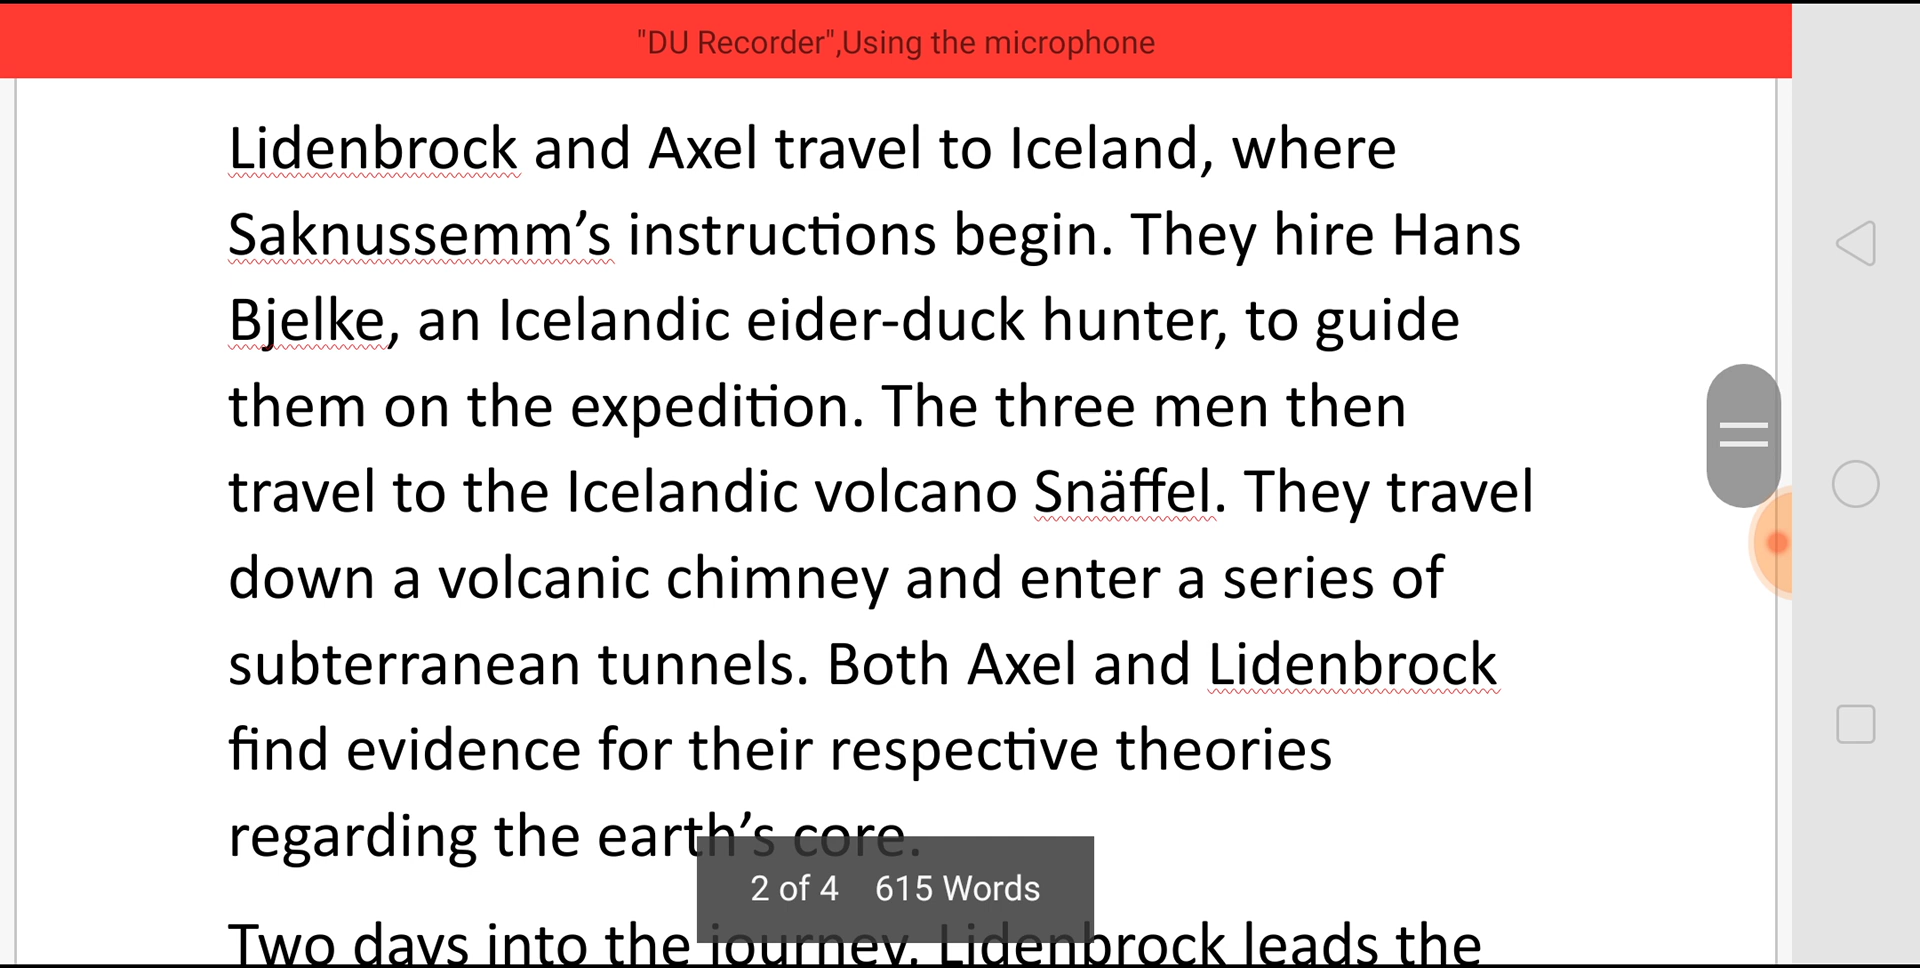 "DU Recorder",Using the microphone
Lidenbrock and Axel travel to Iceland, where
Saknussemm’s instructions begin. They hire Hans
Bjelke, an Icelandic eider-duck hunter, to guide
them on the expedition. The three men then
travel to the Icelandic volcano Snäffel. They travel
down a volcanic chimney and enter a series of
subterranean tunnels. Both Axel and Lidenbrock
find evidence for their respective theories
regarding the earth’s core.
2 of 4 615 Words
Two days into the journey, Lidenbrock leads the